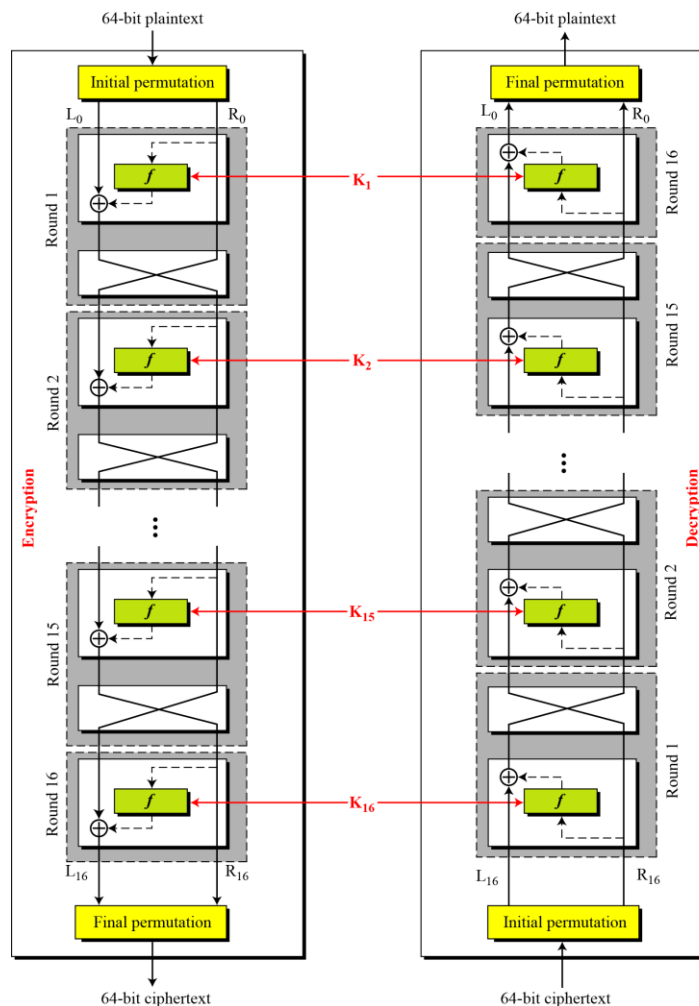 64-bit plaintext
Initial permutation
L0
R0
Round 1
f
Round 2
f
Encryption
Round 15
f
Round 16
f
L16
R16
Final permutation
64-bit ciphertext
K1
K2
K15
K16
64-bit plaintext
Final permutation
L0
R0
Round 16
f
Round 15
f
Decryption
Round 2
f
Round 1
f
L16
R16
Initial permutation
64-bit ciphertext